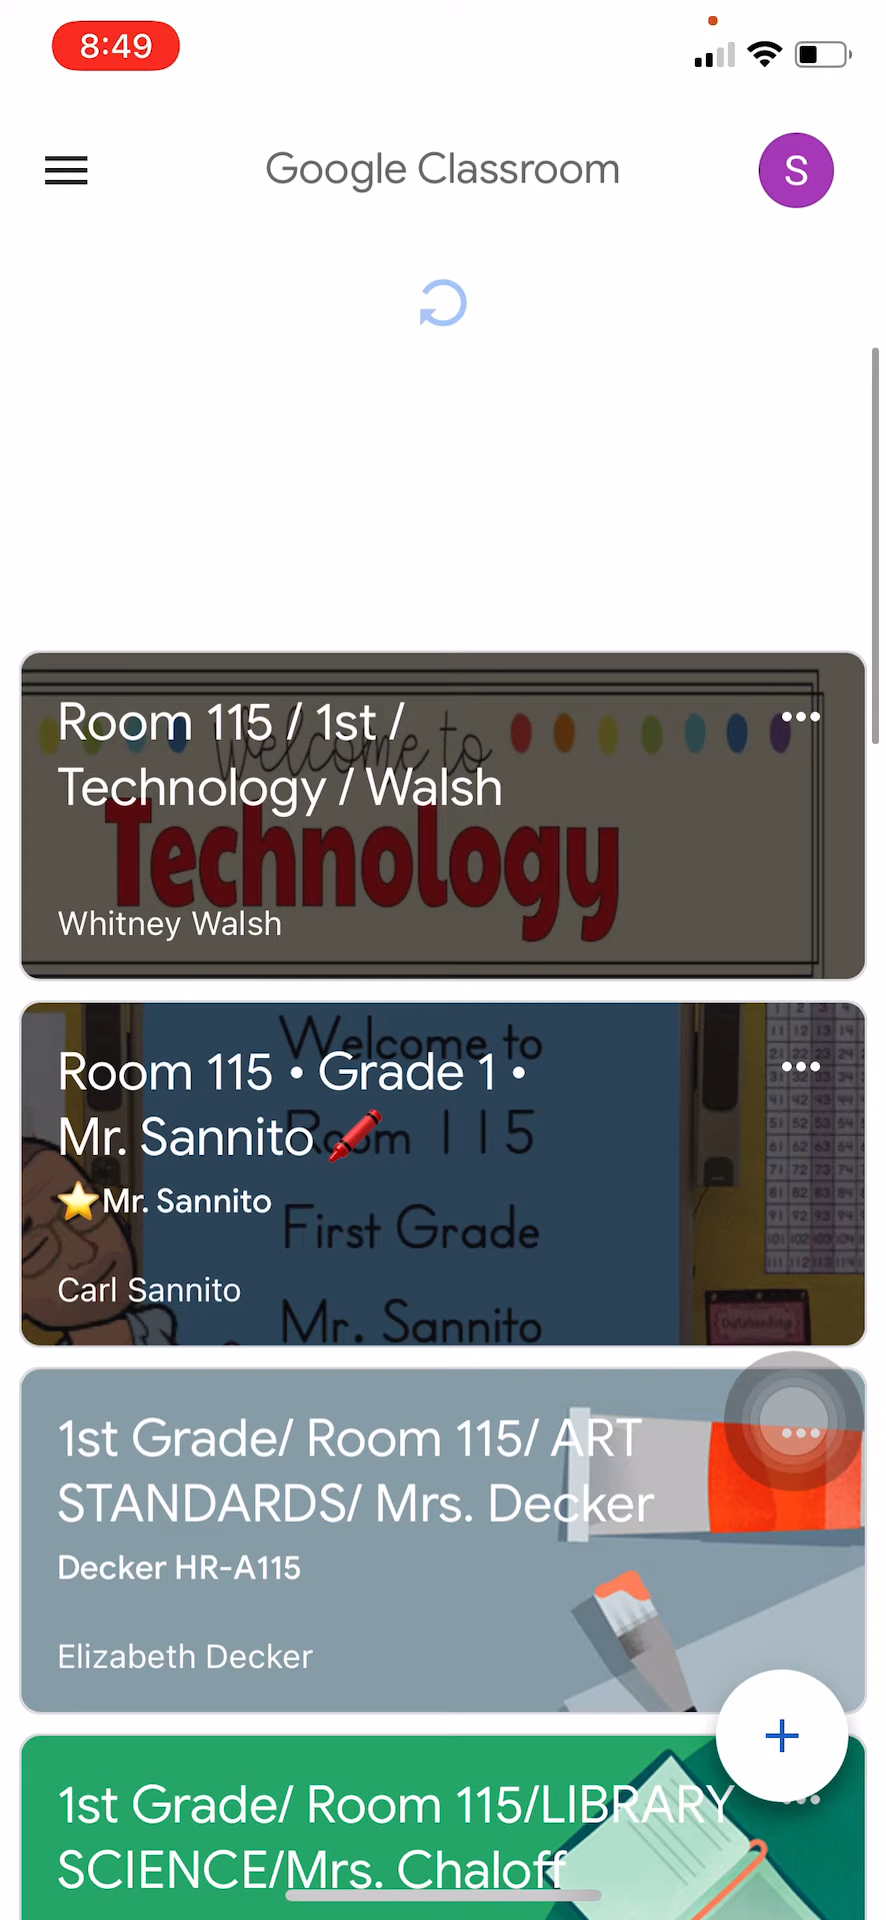 8:49
Google Classroom
S
Room 115 / 1st /
Technology / Walsh
Welcome to
Technology
Whitney Walsh
Room 115 • Grade 1 •
Mr. Sannito🖍️
⭐Mr. Sannito
Carl Sannito
Welcome to
Room 115
First Grade
Mr. Sannito
Outstanding
1st Grade/ Room 115/ ART
STANDARDS/ Mrs. Decker
Decker HR-A115
Elizabeth Decker
1st Grade/ Room 115/LIBRARY
SCIENCE/Mrs. Chaloff